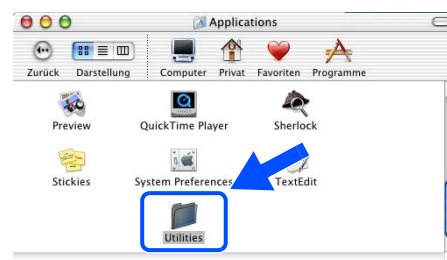 Applications
Zurück Darstellung Computer Privat Favoriten Programme
Preview QuickTime Player Sherlock
Stickies System Preferences TextEdit
Utilities